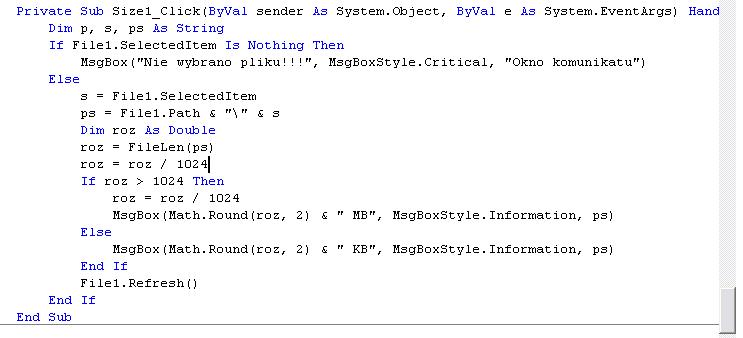 Private Sub Size1_Click(ByVal sender As System.Object, ByVal e As System.EventArgs) Hand
Dim p, s, ps As String
If File1.SelectedItem Is Nothing Then
MsgBox("Nie wybrano pliku!!!", MsgBoxStyle.Critical, "Okno komunikatu")
Else
s = File1.SelectedItem
ps = File1.Path & "\" & s
Dim roz As Double
roz = FileLen(ps)
roz = roz / 1024
If roz > 1024 Then
roz = roz / 1024
MsgBox(Math.Round(roz, 2) & " MB", MsgBoxStyle.Information, ps)
Else
MsgBox(Math.Round(roz, 2) & " KB", MsgBoxStyle.Information, ps)
End If
File1.Refresh()
End If
End Sub